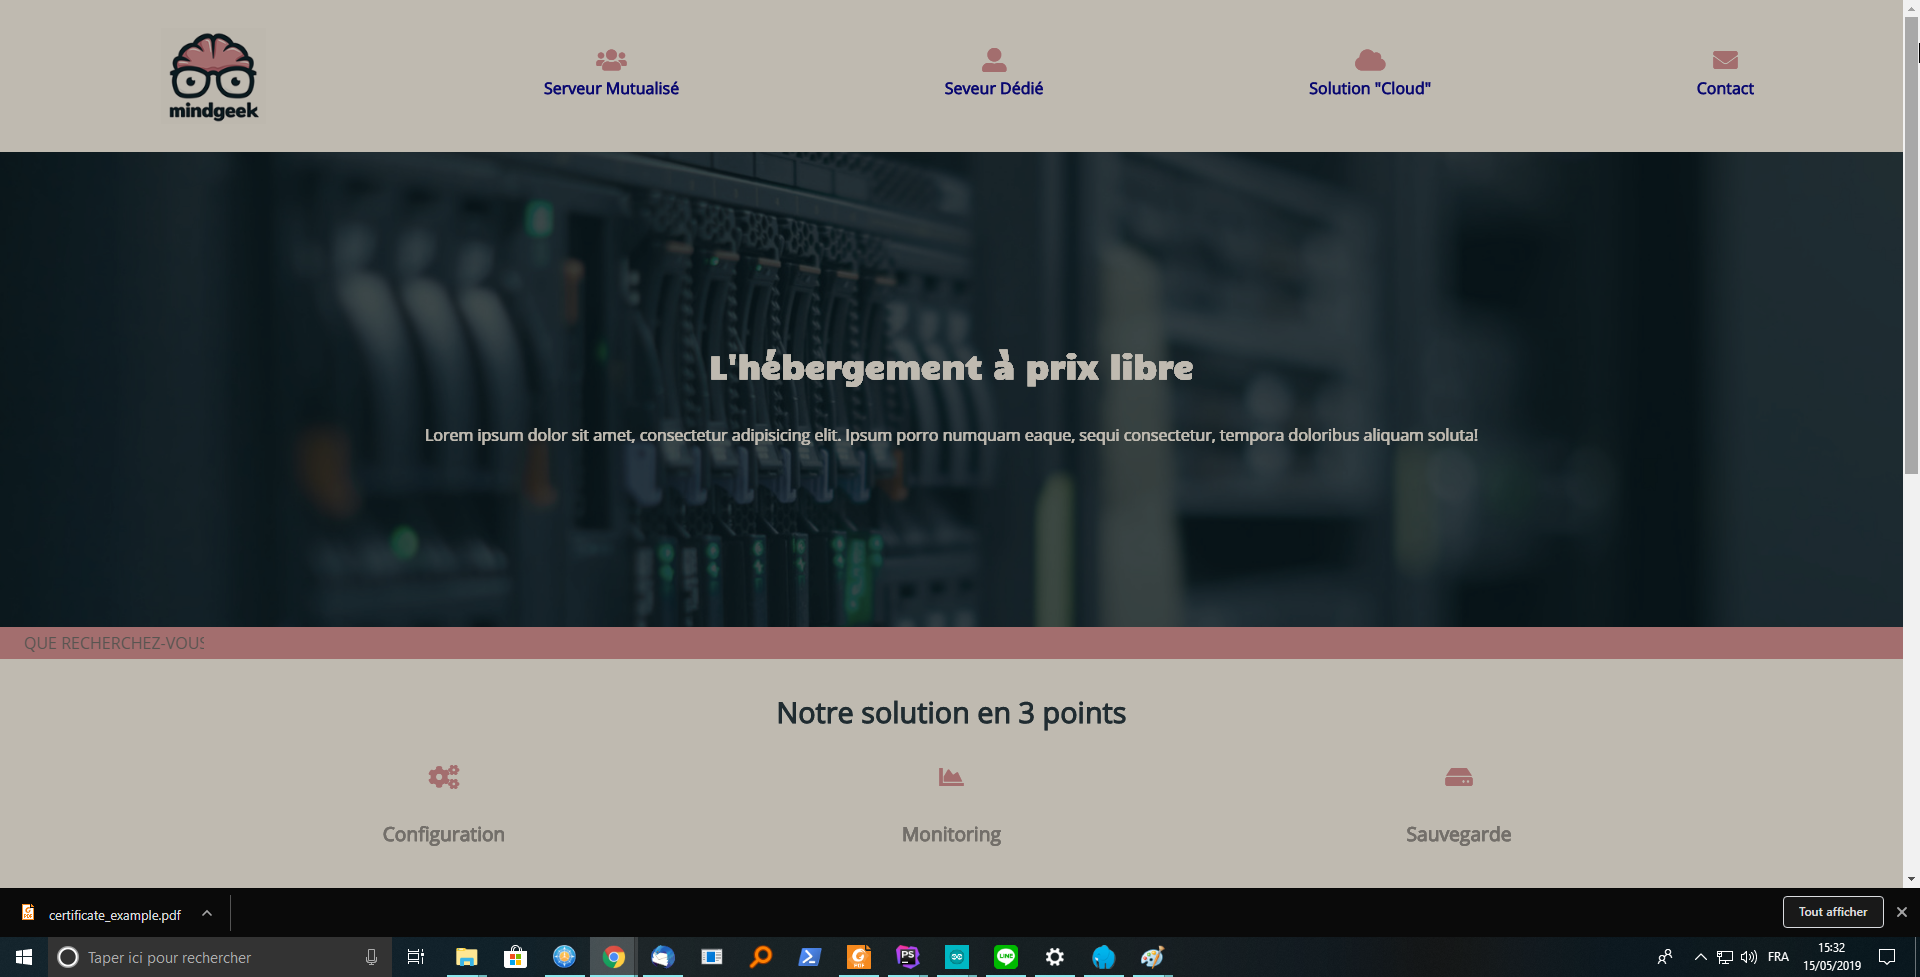 mindgeek
Serveur Mutualisé
Seveur Dédié
Solution "Cloud"
Contact
L'hébergement à prix libre
Lorem ipsum dolor sit amet, consectetur adipisicing elit. Ipsum porro numquam eaque, sequi consectetur, tempora doloribus aliquam soluta!
QUE RECHERCHEZ-VOUS
Notre solution en 3 points
Configuration
Monitoring
Sauvegarde
certificate_example.pdf
Tout afficher
Taper ici pour rechercher
PS
LINE
FRA
15:32
15/05/2019